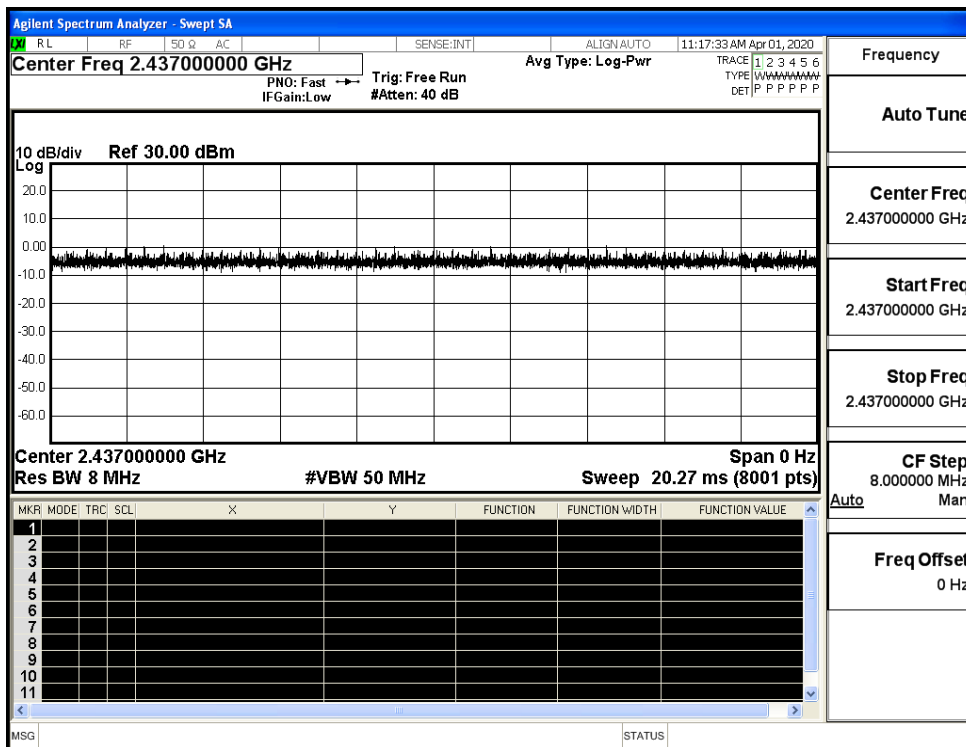 Agilent Spectrum Analyzer - Swept SA
LXI RL RF 50 Ω AC SENSE:INT ALIGN AUTO 11:17:33 AM Apr 01, 2020
Center Freq 2.437000000 GHz
Avg Type: Log-Pwr
TRACE 1 2 3 4 5 6
PNO: Fast
Trig: Free Run
TYPE WWWWWW
IFGain:Low
#Atten: 40 dB
DET P P P P P P
10 dB/div Ref 30.00 dBm
Log
20.0
10.0
0.00
-10.0
-20.0
-30.0
-40.0
-50.0
-60.0
Center 2.437000000 GHz Span 0 Hz
Res BW 8 MHz #VBW 50 MHz Sweep 20.27 ms (8001 pts)
MKR MODE TRC SCL X Y FUNCTION FUNCTION WIDTH FUNCTION VALUE
1
2
3
4
5
6
7
8
9
10
11
MSG STATUS
Frequency
Auto Tune
Center Freq
2.437000000 GHz
Start Freq
2.437000000 GHz
Stop Freq
2.437000000 GHz
CF Step
8.000000 MHz
Auto Man
Freq Offset
0 Hz